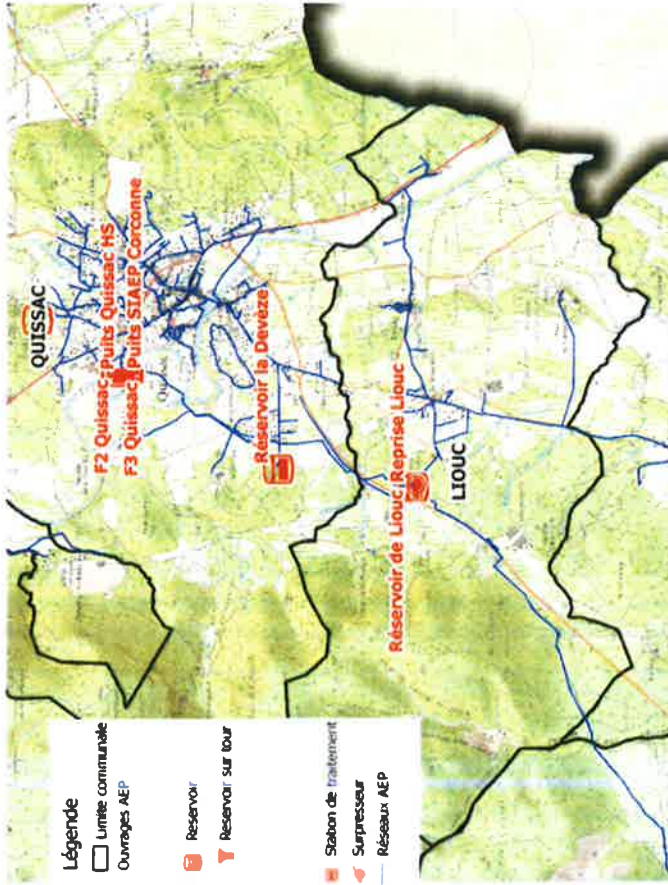 QUISSAC
F2 Quissac Puits Quissac HS
F3 Quissac Puits SIAEP Corconne
Quissac
Réservoir la Devèze
Réservoir de Liouc Reprise Liouc
LIOUC
Légende
Limite communale
Ouvrages AEP
Reservoir
Reservoir sur tour
Station de traitement
Surpresseur
Réseaux AEP